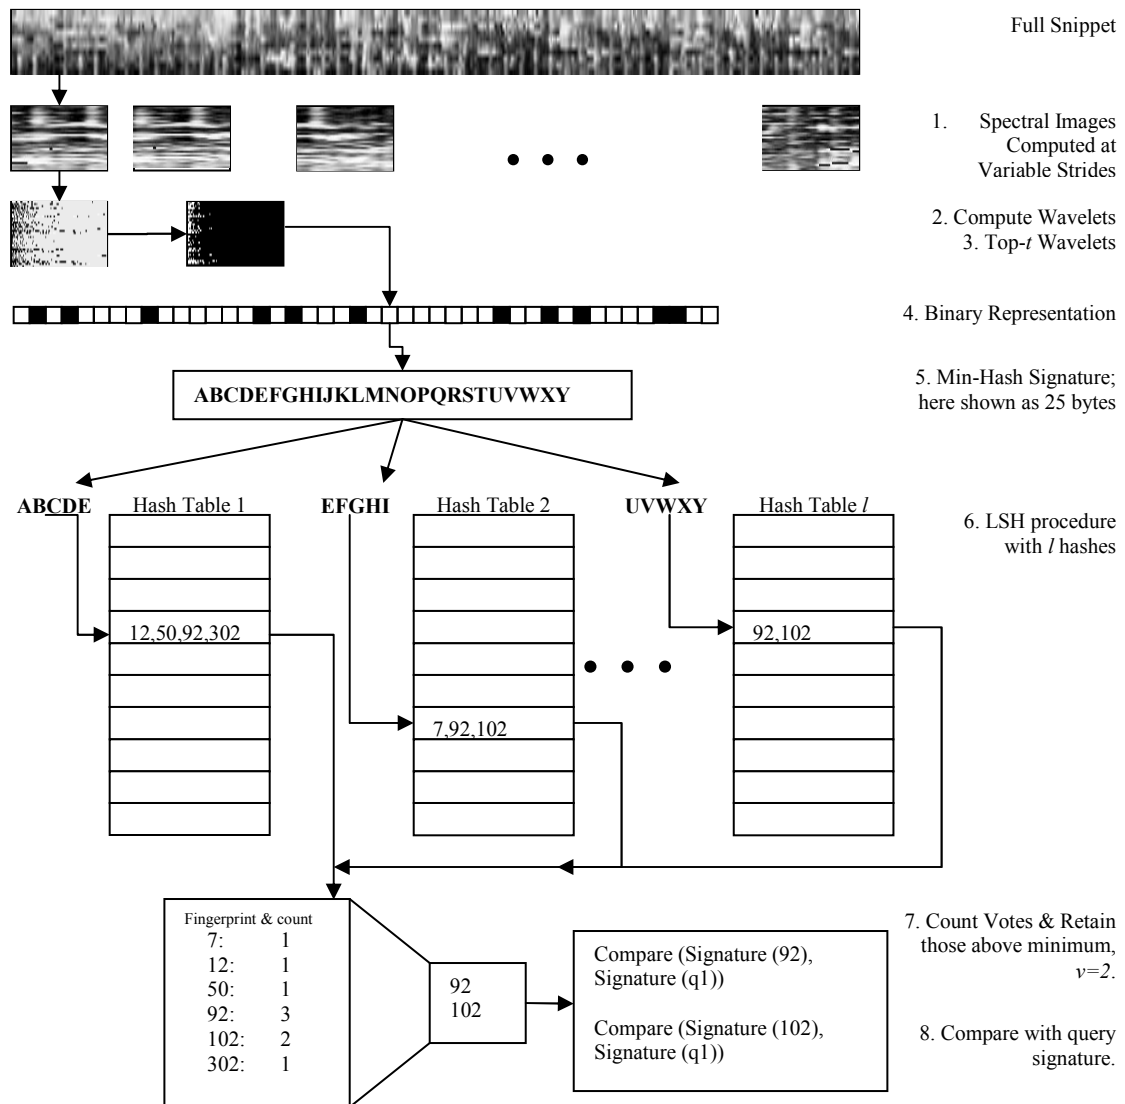 Full Snippet
1. Spectral Images
Computed at
Variable Strides
2. Compute Wavelets
3. Top-t Wavelets
4. Binary Representation
5. Min-Hash Signature;
here shown as 25 bytes
ABCDEFGHIJKLMNOPQRSTUVWXY
ABCDE
Hash Table 1
EFGHI
Hash Table 2
UVWXY
Hash Table l
6. LSH procedure
with l hashes
12,50,92,302
7,92,102
92,102
Fingerprint & count
7: 1
12: 1
50: 1
92: 3
102: 2
302: 1
92
102
Compare (Signature (92),
Signature (q1))
Compare (Signature (102),
Signature (q1))
7. Count Votes & Retain
those above minimum,
v=2.
8. Compare with query
signature.